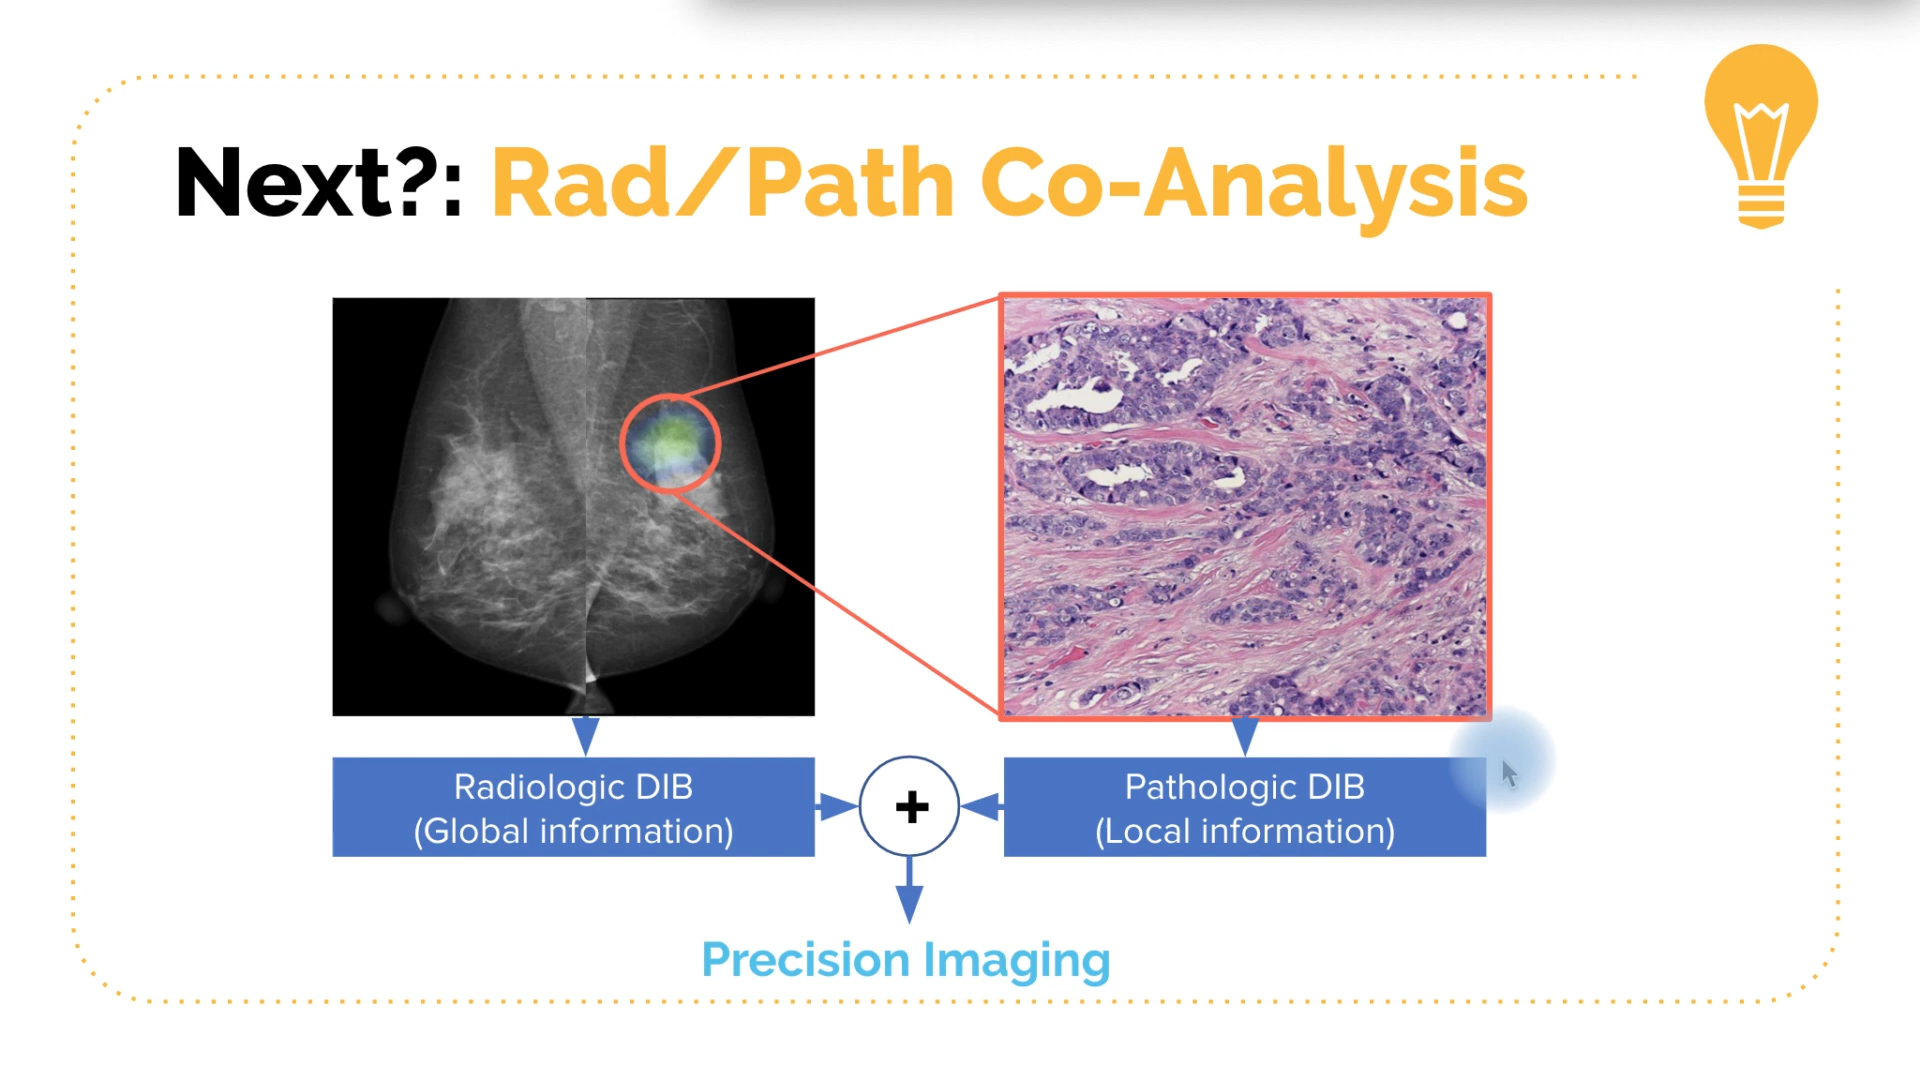 Next?: Rad/Path Co-Analysis
Radiologic DIB
(Global information)
+
Pathologic DIB
(Local information)
Precision Imaging